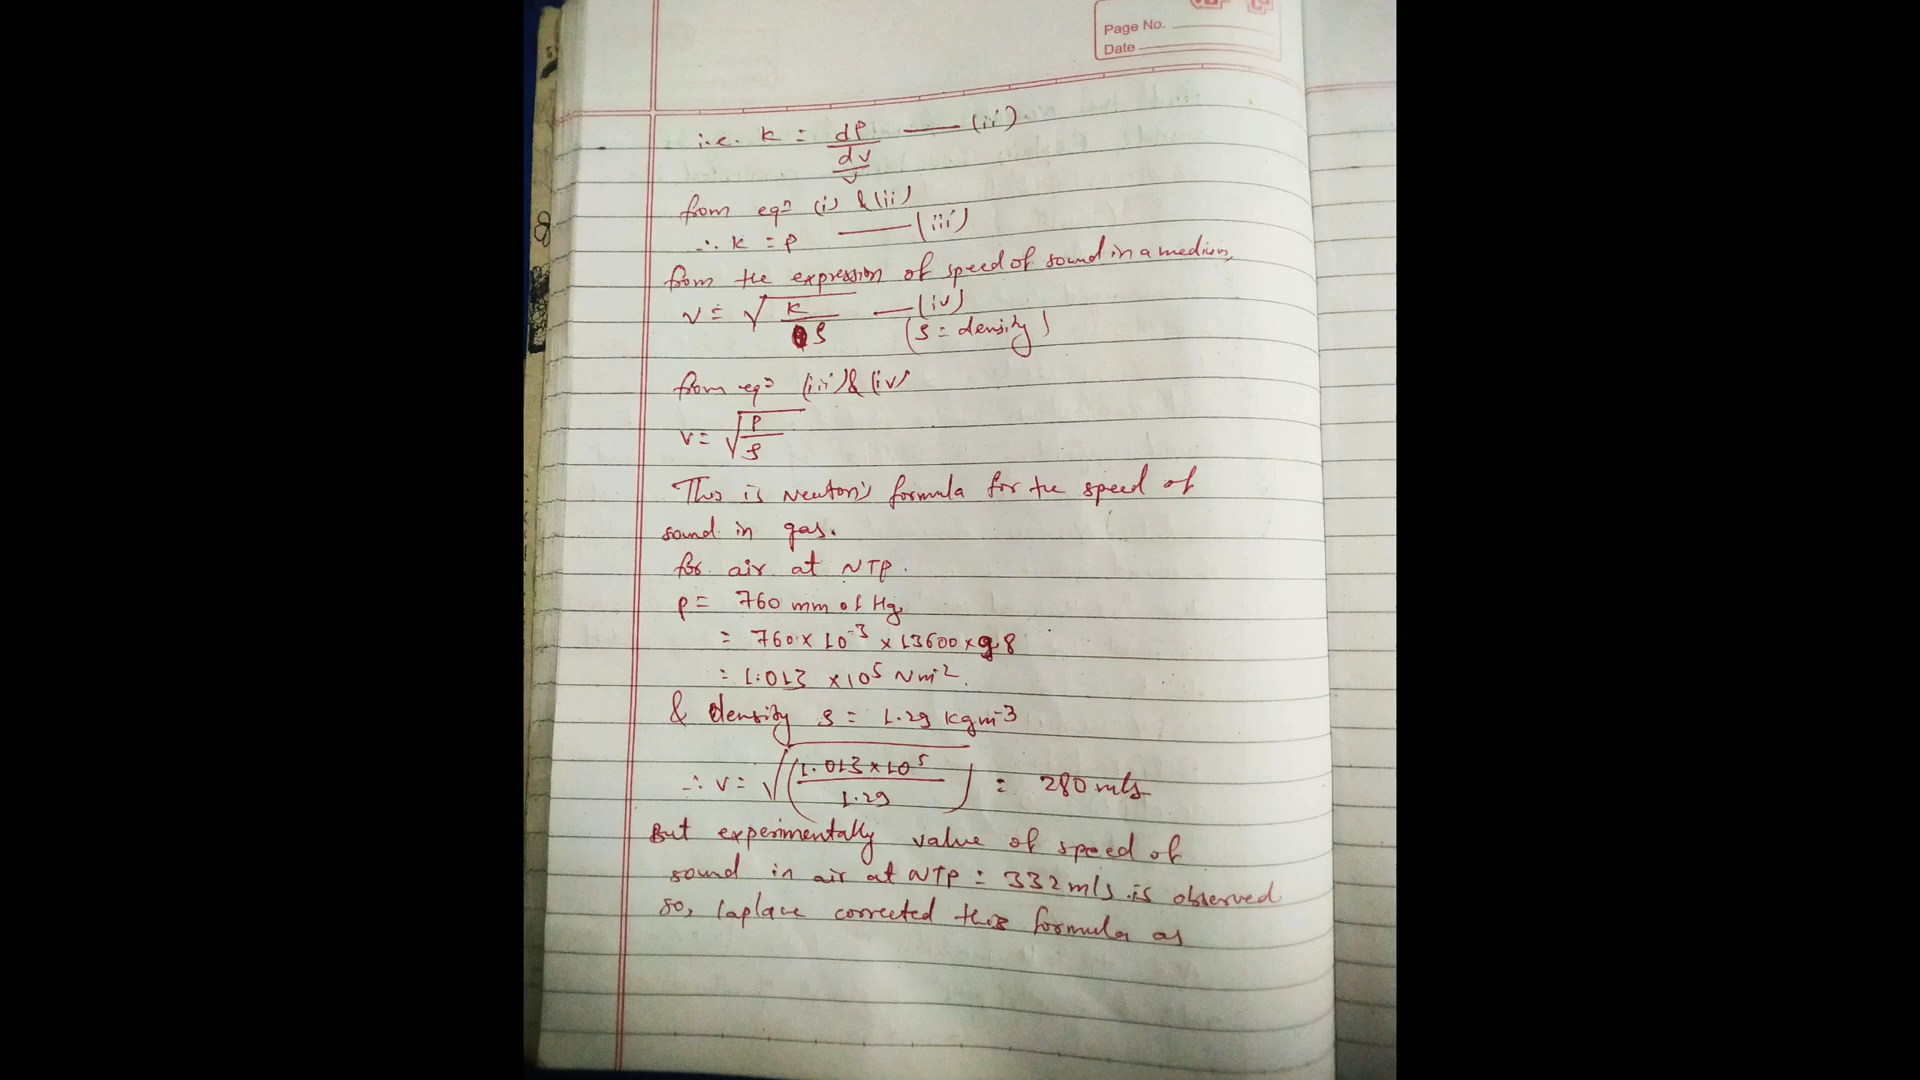 Page No.
Date
i.e. k = dP/(dv/v) —— (ii)
from eqn (i) & (ii)
∴ k = P —— (iii)
from the expression of speed of sound in a medium,
v = √(k/ρ) —— (iv)
(ρ = density)
from eqn (iii) & (iv)
v = √(P/ρ)
This is Newton's formula for the speed of
sound in gas.
for air at NTP.
P = 760 mm of Hg
= 760 × 10⁻³ × 13600 × 9.8
= 1.013 × 10⁵ Nm⁻².
& density ρ = 1.29 kgm⁻³
∴ v = √(1.013×10⁵/1.29) = 280 m/s
But experimentally value of speed of
sound in air at NTP = 332 m/s is observed
so, laplace corrected this formula as
8